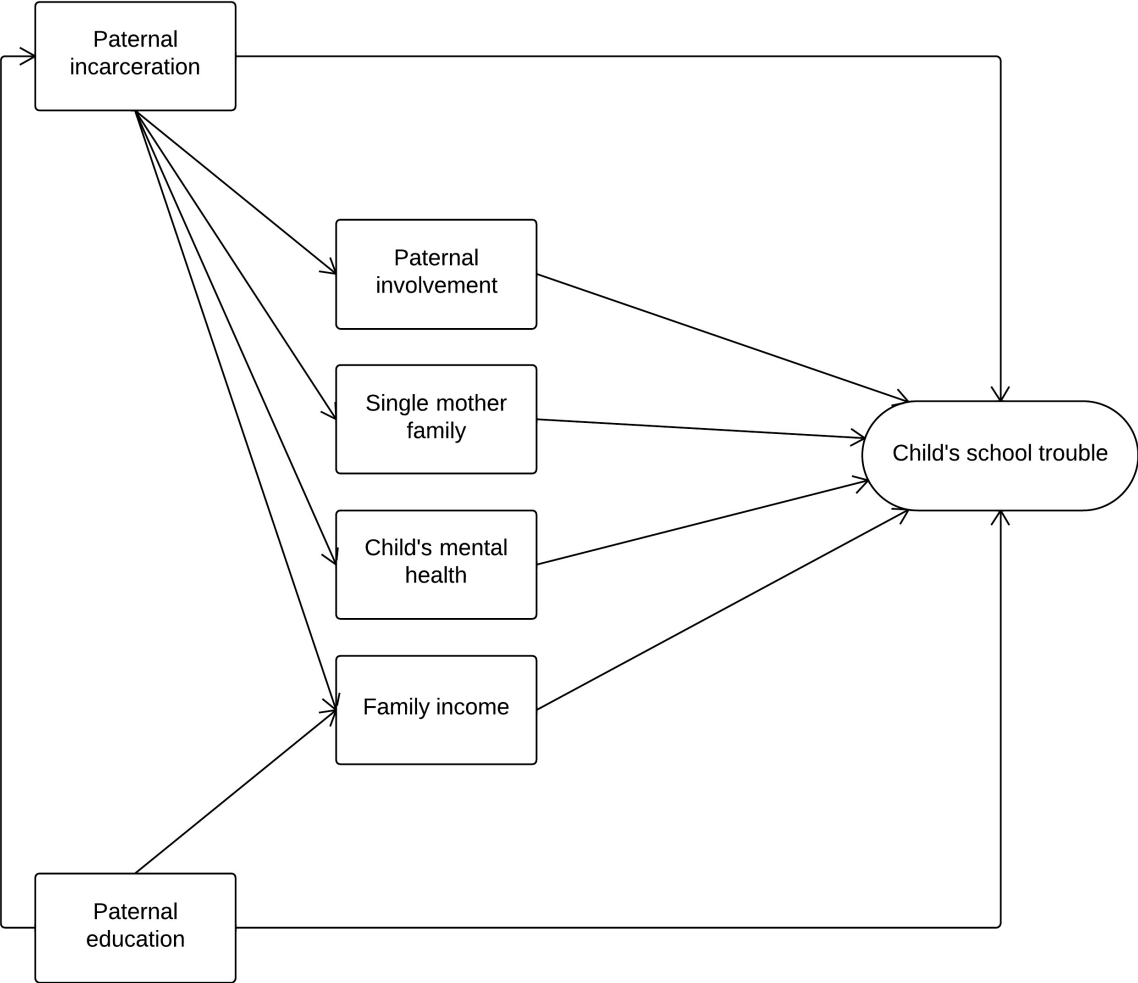 Paternal
incarceration
Paternal
involvement
Single mother
family
Child's school trouble
Child's mental
health
Family income
Paternal
education